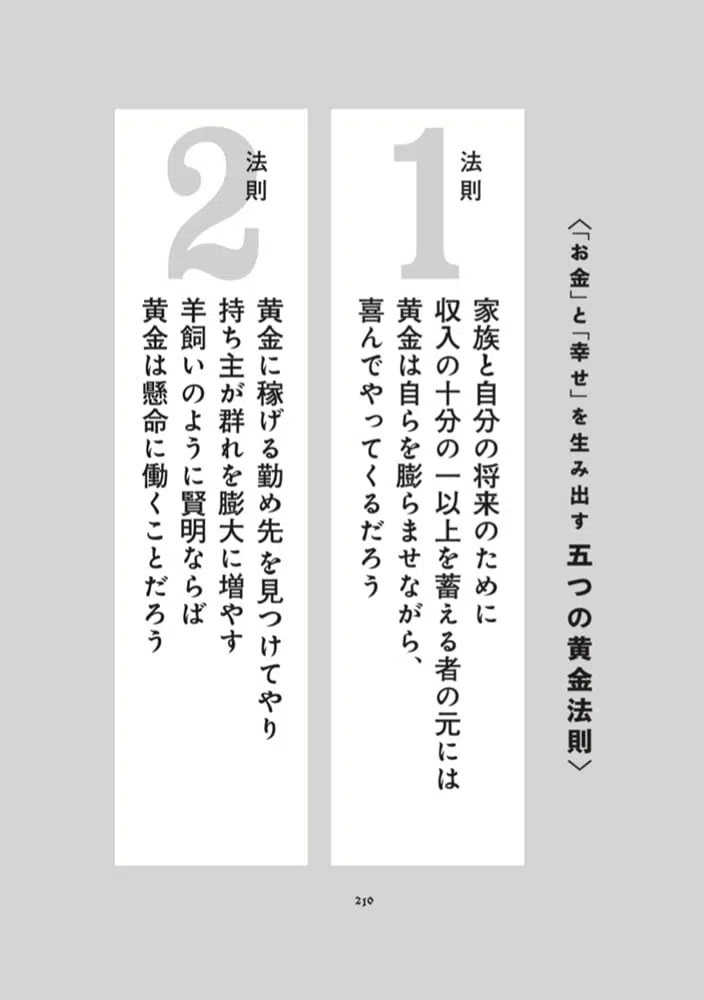 〈「お金」と「幸せ」を生み出す 五つの黄金法則〉
法則
1
家族と自分の将来のために
収入の十分の一以上を蓄える者の元には
黄金は自らを膨らませながら、
喜んでやってくるだろう
法則
2
黄金に稼げる勤め先を見つけてやり
持ち主が群れを膨大に増やす
羊飼いのように賢明ならば
黄金は懸命に働くことだろう
210